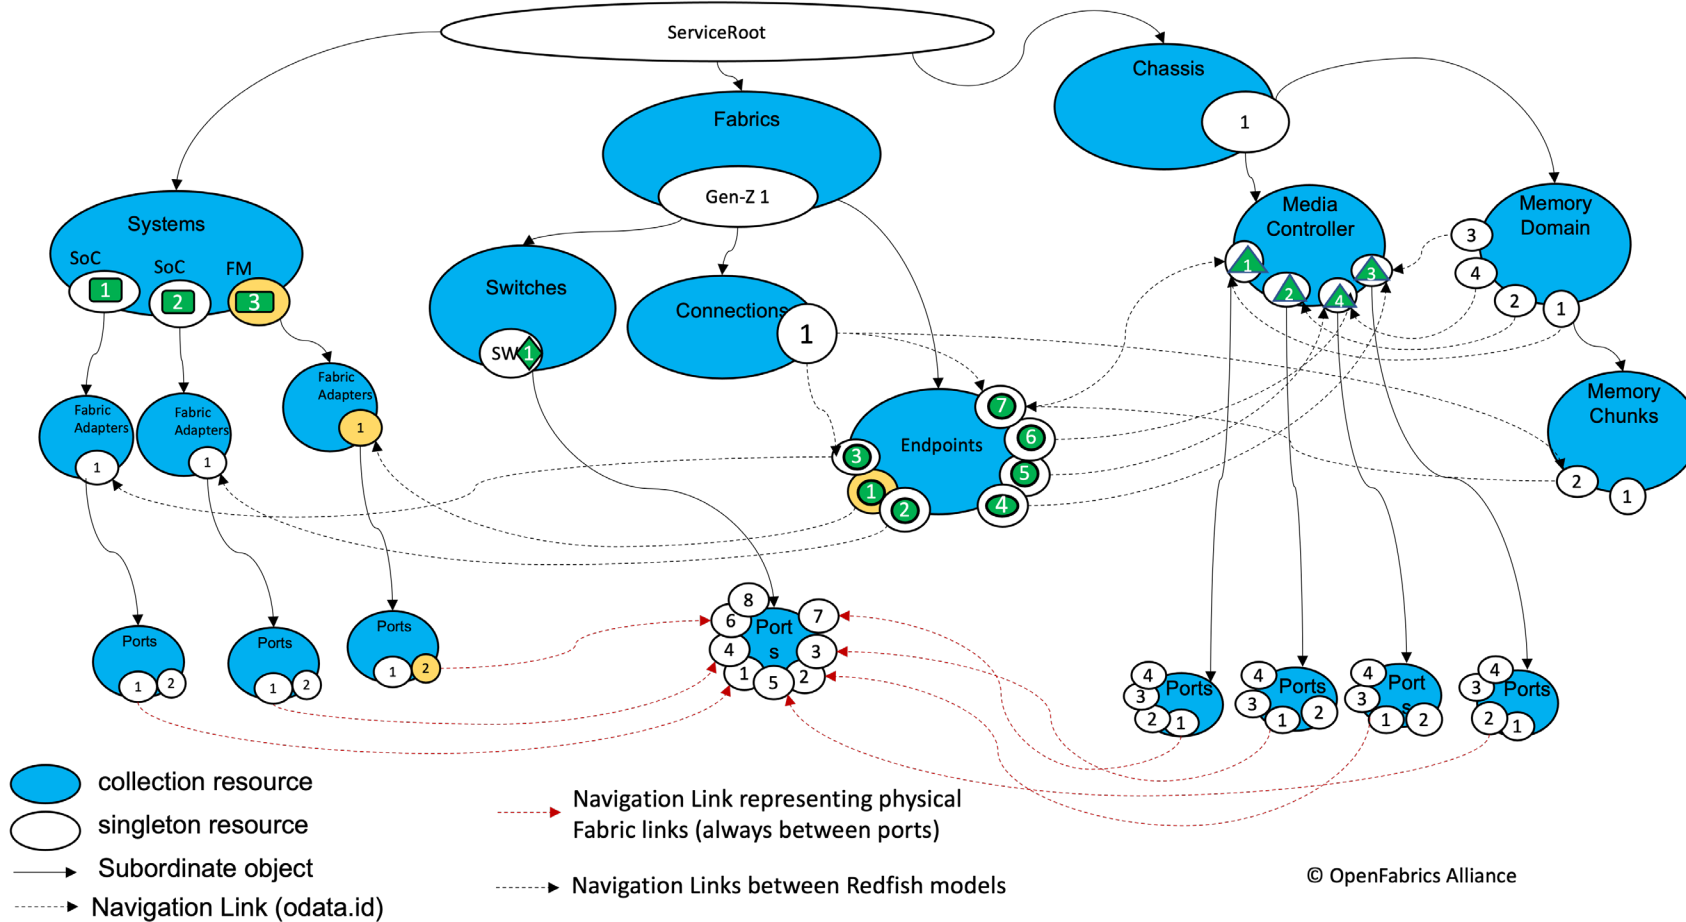 ServiceRoot
Chassis
1
Fabrics
Gen-Z 1
Systems
SoC
1
SoC
2
FM
3
Switches
SW 1
Connections
1
Media
Controller
1
2
4
3
Memory
Domain
3
4
2
1
Memory
Chunks
2
1
Fabric
Adapters
1
Fabric
Adapters
1
Fabric
Adapters
1
Endpoints
7
6
5
4
3
1
2
Ports
1
2
Ports
1
2
Ports
1
2
Port
s
8
7
6
4
3
1
5
2
Ports
4
3
2
1
Ports
4
3
1
2
Port
s
4
3
1
2
Ports
4
3
2
1
collection resource
singleton resource
Subordinate object
Navigation Link (odata.id)
Navigation Link representing physical
Fabric links (always between ports)
Navigation Links between Redfish models
© OpenFabrics Alliance